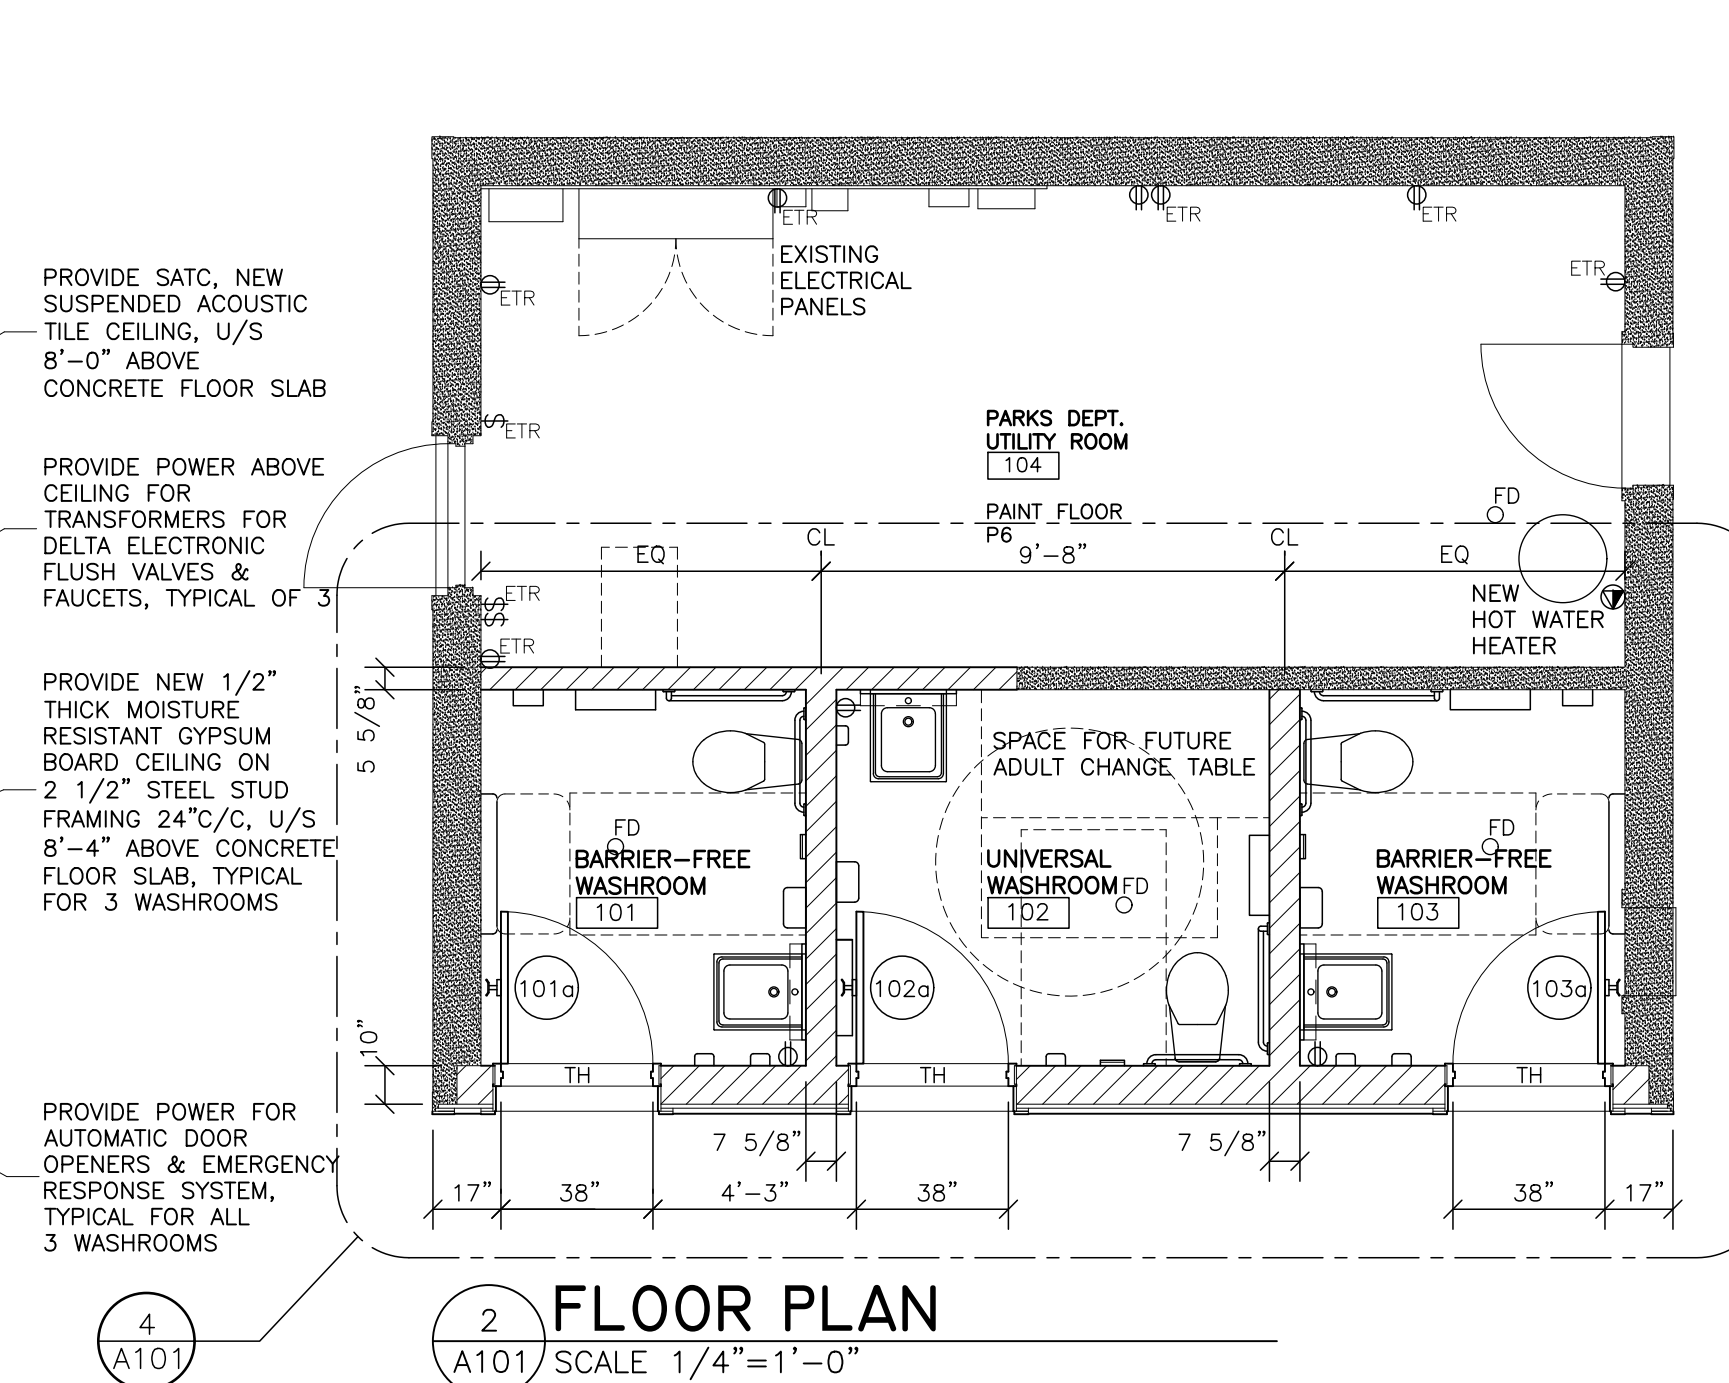 PROVIDE SATC, NEW
SUSPENDED ACOUSTIC
TILE CEILING, U/S
8'-0" ABOVE
CONCRETE FLOOR SLAB
PROVIDE POWER ABOVE
CEILING FOR
TRANSFORMERS FOR
DELTA ELECTRONIC
FLUSH VALVES &
FAUCETS, TYPICAL OF 3
PROVIDE NEW 1/2"
THICK MOISTURE
RESISTANT GYPSUM
BOARD CEILING ON
2 1/2" STEEL STUD
FRAMING 24"C/C, U/S
8'-4" ABOVE CONCRETE
FLOOR SLAB, TYPICAL
FOR 3 WASHROOMS
PROVIDE POWER FOR
AUTOMATIC DOOR
OPENERS & EMERGENCY
RESPONSE SYSTEM,
TYPICAL FOR ALL
3 WASHROOMS
4
A101
ETR
ETR
ETR
ETR
ETR
EXISTING
ELECTRICAL
PANELS
S
ETR
PARKS DEPT.
UTILITY ROOM
104
PAINT FLOOR
P6
FD
EQ
CL
9'-8"
CL
EQ
S
S
ETR
NEW
HOT WATER
HEATER
ETR
5 5/8"
SPACE FOR FUTURE
ADULT CHANGE TABLE
FD
BARRIER-FREE
WASHROOM
101
UNIVERSAL
WASHROOM
FD
102
FD
BARRIER-FREE
WASHROOM
103
101a
102a
103a
10"
TH
TH
TH
7 5/8"
7 5/8"
17"
38"
4'-3"
38"
38"
17"
2
A101
FLOOR PLAN
SCALE 1/4"=1'-0"